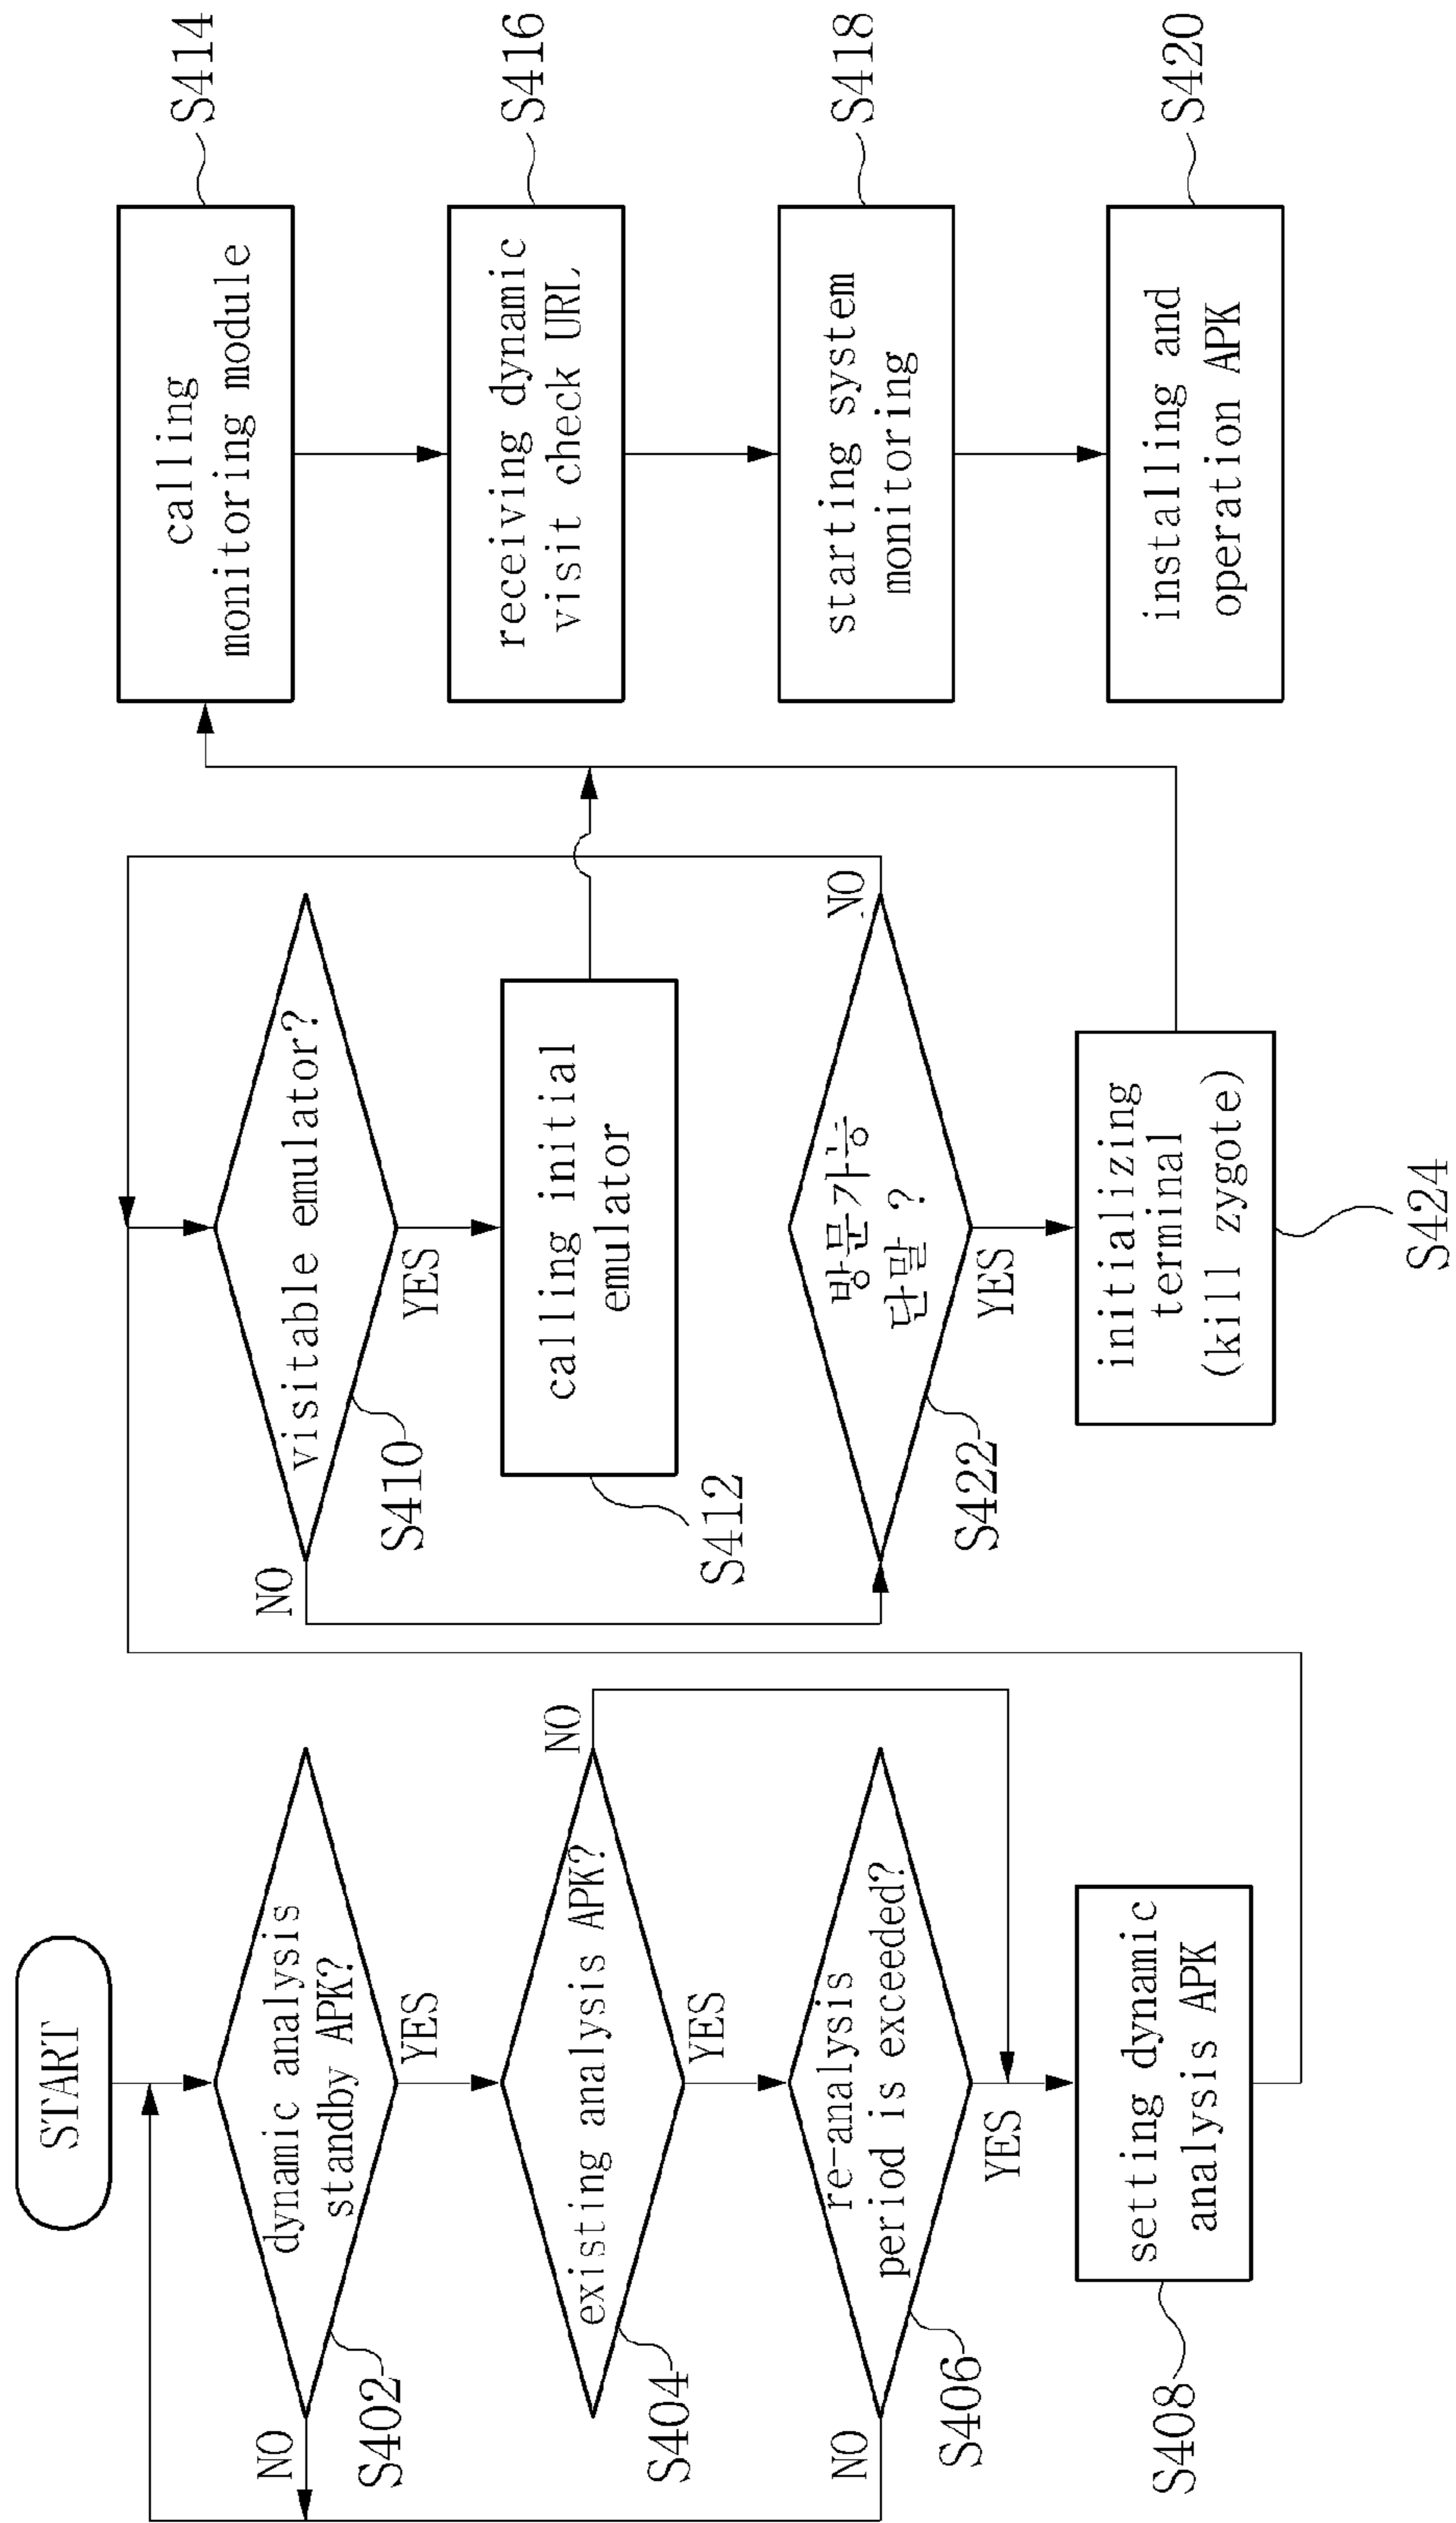 START
dynamic analysis
standby APK?
NO
YES
S402
existing analysis APK?
NO
YES
S404
re-analysis
period is exceeded?
NO
YES
S406
setting dynamic
analysis APK
S408
visitable emulator?
NO
YES
S410
calling initial
emulator
S412
방문가능
단말 ?
NO
YES
S422
initializing
terminal
(kill zygote)
S424
calling
monitoring module
S414
receiving dynamic
visit check URL
S416
starting system
monitoring
S418
installing and
operation APK
S420